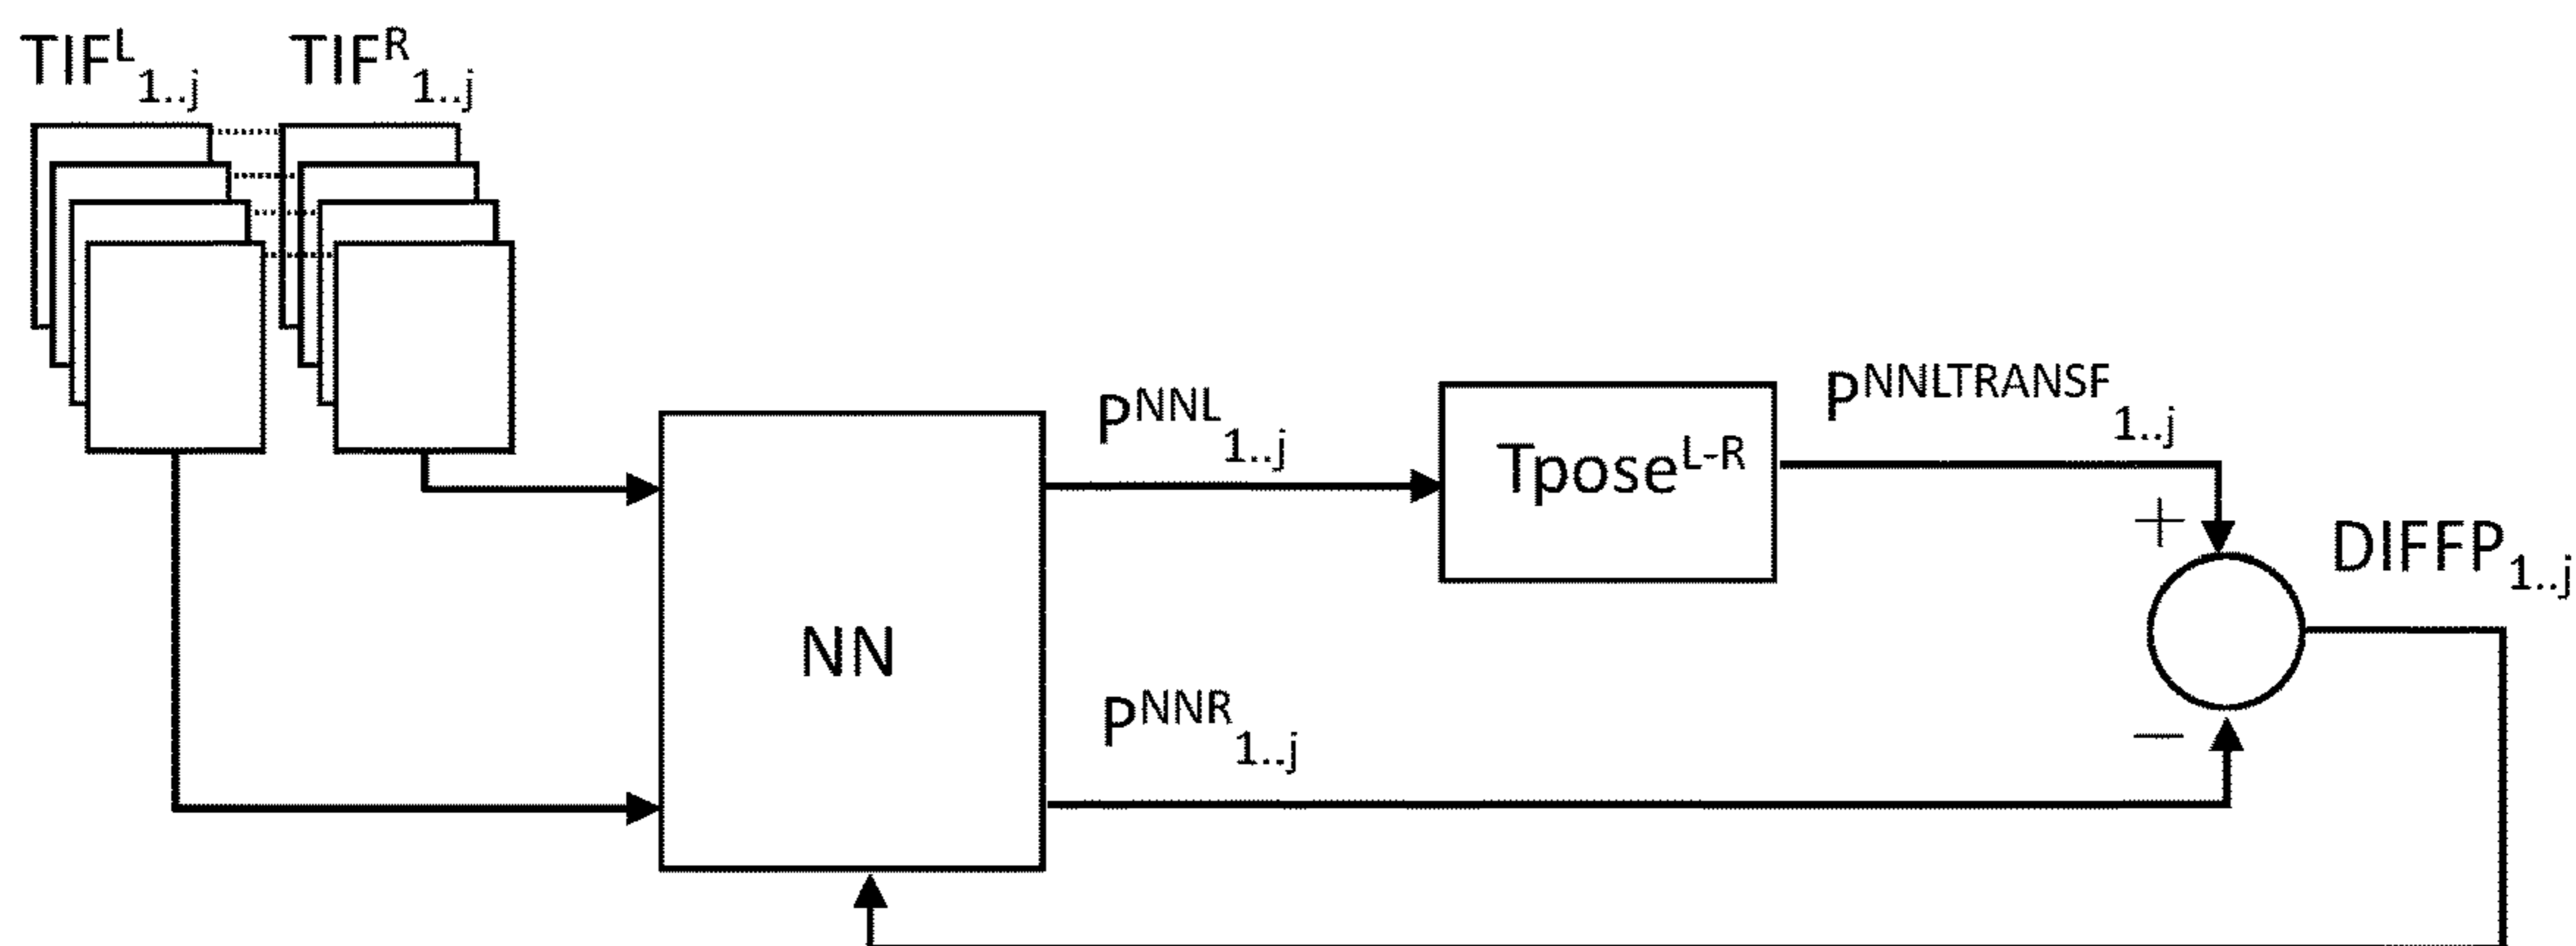 TIF^L_1..j
TIF^R_1..j
P^NNL_1..j
Tpose^L-R
P^NNLTRANSF_1..j
+
DIFFP_1..j
NN
P^NNR_1..j
−